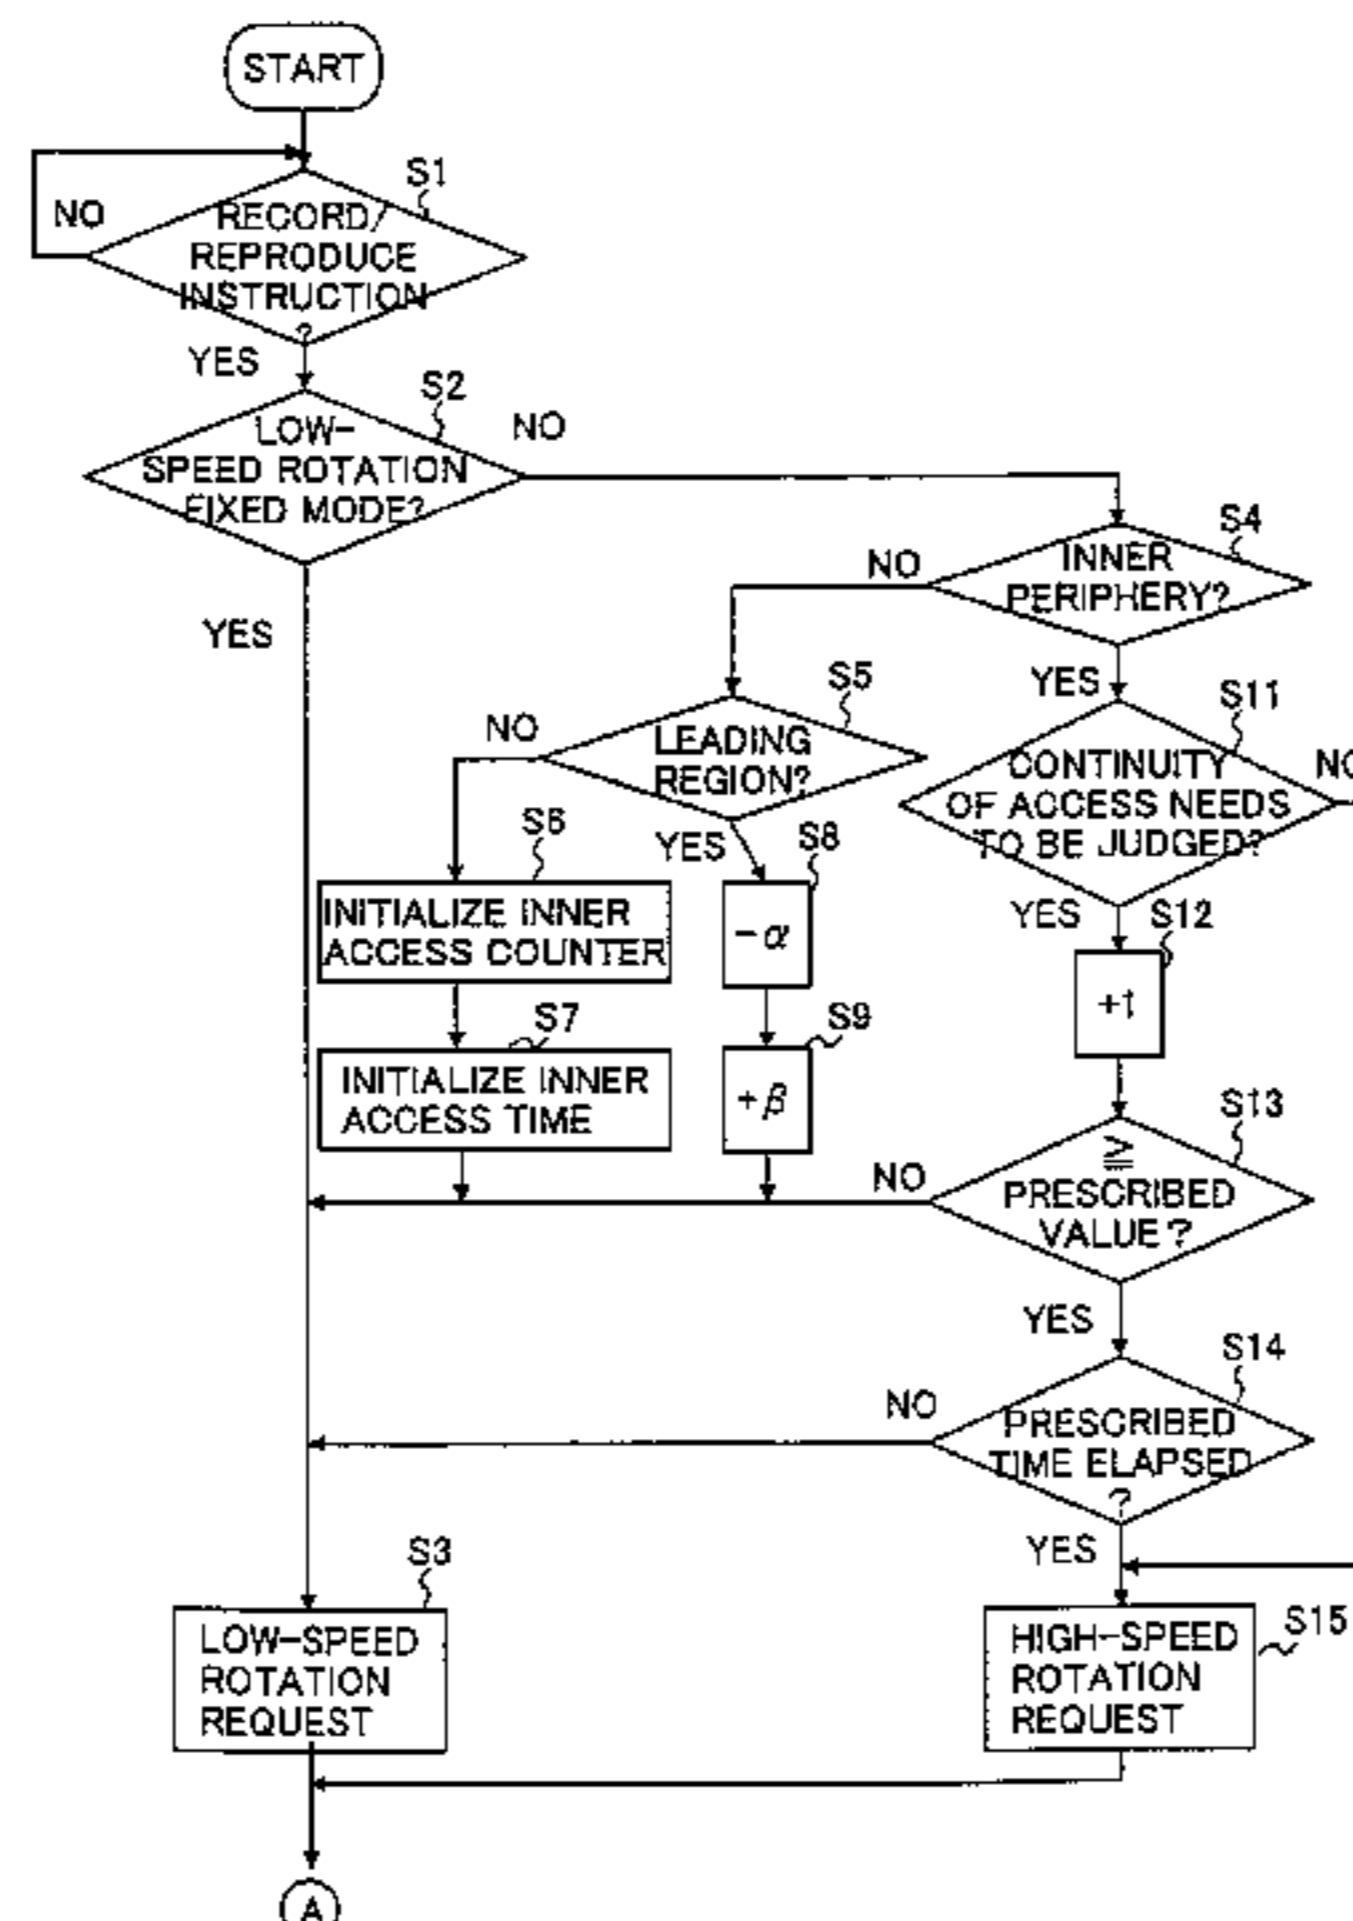 START
S1
NO
RECORD/
REPRODUCE
INSTRUCTION
?
YES
S2
LOW-
SPEED ROTATION
FIXED MODE?
NO
YES
S4
INNER
PERIPHERY?
NO
YES
S5
LEADING
REGION?
NO
YES
S11
CONTINUITY
OF ACCESS NEEDS
TO BE JUDGED?
NO
YES
S6
INITIALIZE INNER
ACCESS COUNTER
S8
-α
S12
+1
S7
INITIALIZE INNER
ACCESS TIME
S9
+β
S13
≧
PRESCRIBED
VALUE?
NO
YES
S14
PRESCRIBED
TIME ELAPSED
?
NO
YES
S3
LOW-SPEED
ROTATION
REQUEST
HIGH-SPEED
ROTATION
REQUEST
S15
A